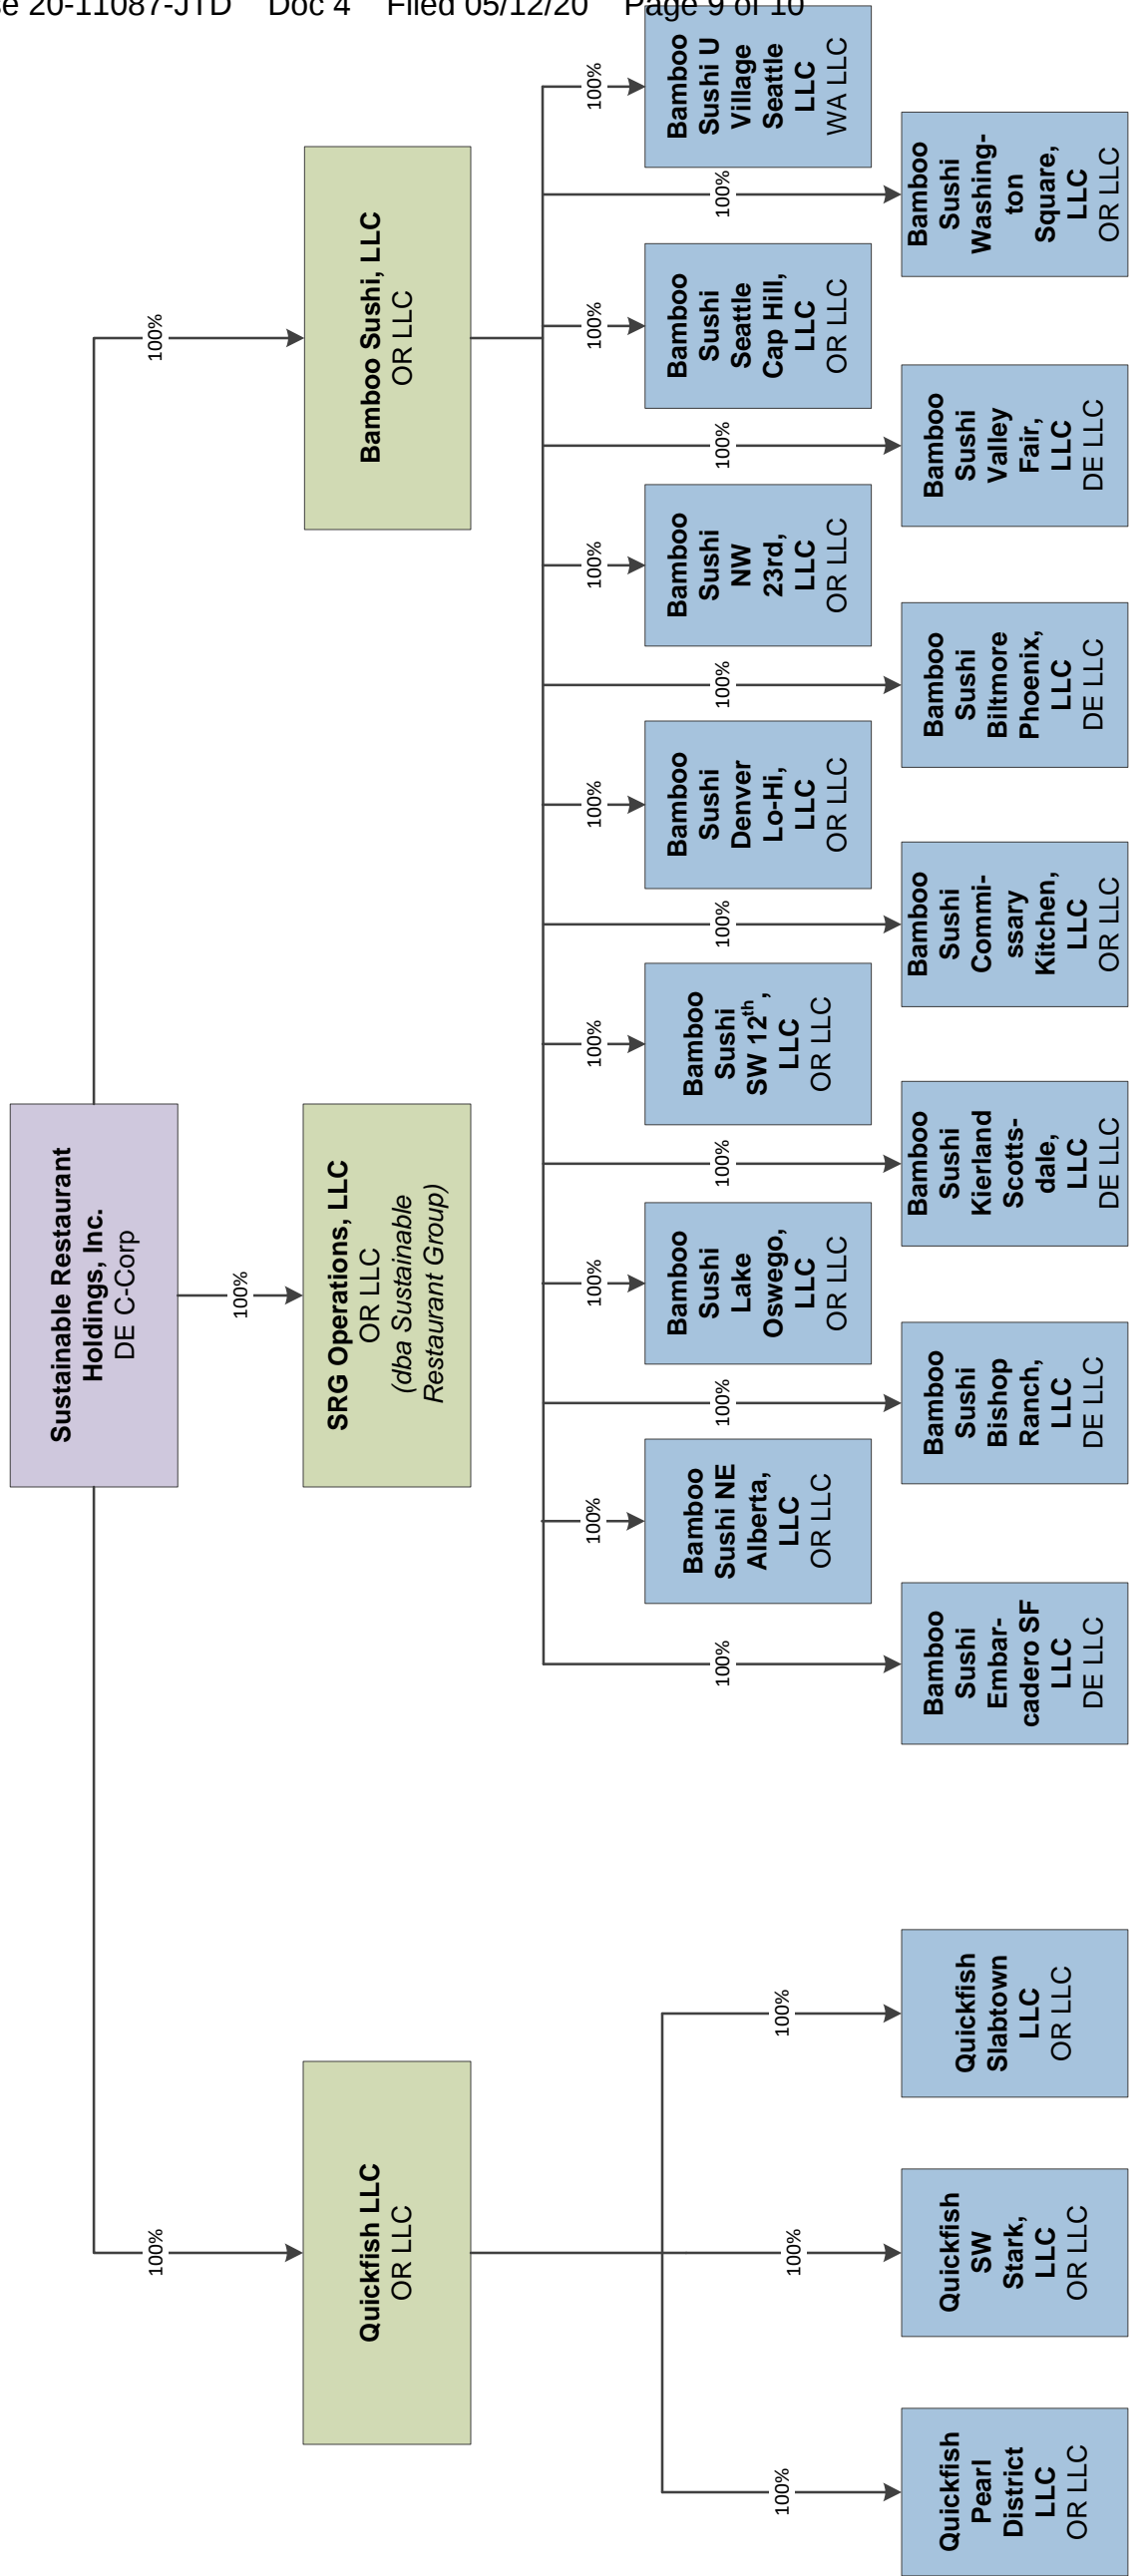 se 20-11087-JTD Doc 4 Filed 05/12/20 Page 9 of 10
Sustainable Restaurant
Holdings, Inc.
DE C-Corp
100%
100%
100%
Quickfish LLC
OR LLC
SRG Operations, LLC
OR LLC
(dba Sustainable
Restaurant Group)
Bamboo Sushi, LLC
OR LLC
100%
100%
100%
100%
100%
100%
100%
Bamboo
Sushi NE
Alberta,
LLC
OR LLC
Bamboo
Sushi
Lake
Oswego,
LLC
OR LLC
Bamboo
Sushi
SW 12th ,
LLC
OR LLC
Bamboo
Sushi
Denver
Lo-Hi,
LLC
OR LLC
Bamboo
Sushi
NW
23rd,
LLC
OR LLC
Bamboo
Sushi
Seattle
Cap Hill,
LLC
OR LLC
Bamboo
Sushi U
Village
Seattle
LLC
WA LLC
100%
100%
100%
100%
100%
100%
100%
100%
100%
100%
Quickfish
Pearl
District
LLC
OR LLC
Quickfish
SW
Stark,
LLC
OR LLC
Quickfish
Slabtown
LLC
OR LLC
Bamboo
Sushi
Embar-
cadero SF
LLC
DE LLC
Bamboo
Sushi
Bishop
Ranch,
LLC
DE LLC
Bamboo
Sushi
Kierland
Scotts-
dale,
LLC
DE LLC
Bamboo
Sushi
Commi-
ssary
Kitchen,
LLC
OR LLC
Bamboo
Sushi
Biltmore
Phoenix,
LLC
DE LLC
Bamboo
Sushi
Valley
Fair,
LLC
DE LLC
Bamboo
Sushi
Washing-
ton
Square,
LLC
OR LLC